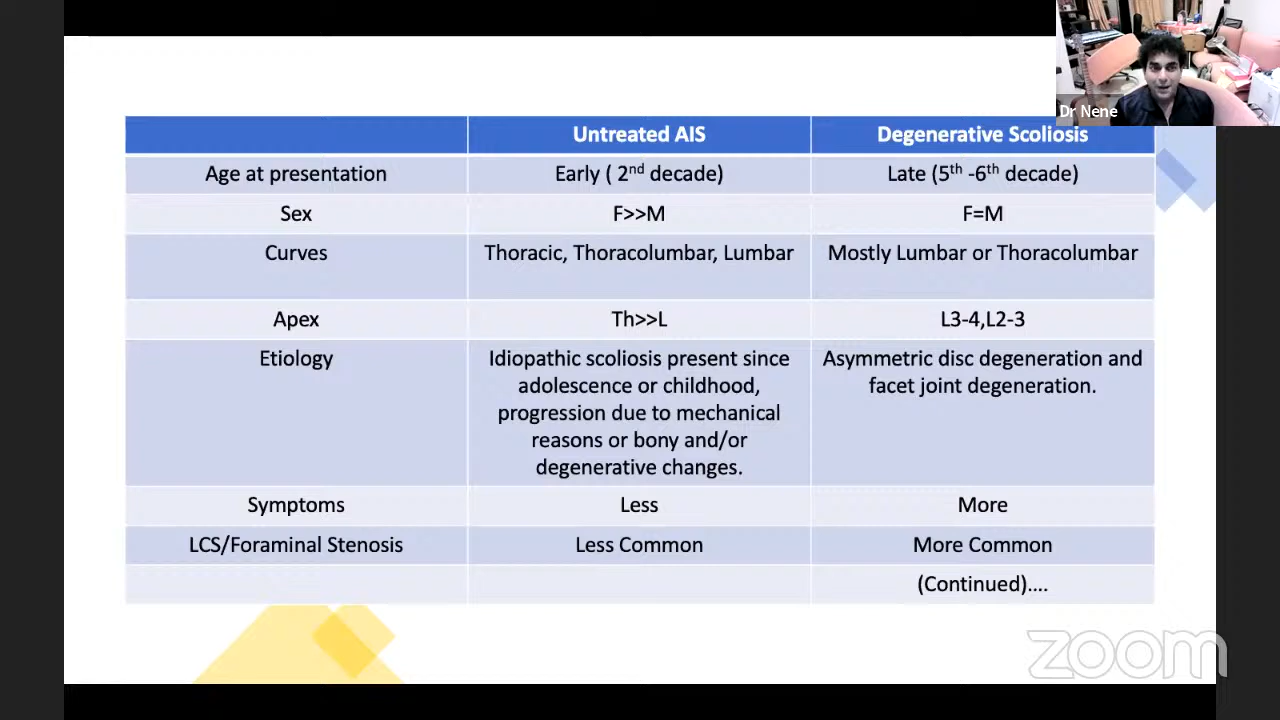 Dr Nene
Untreated AIS Degenerative Scoliosis
Age at presentation Early ( 2nd decade) Late (5th -6th decade)
Sex F>>M F=M
Curves Thoracic, Thoracolumbar, Lumbar Mostly Lumbar or Thoracolumbar
Apex Th>>L L3-4,L2-3
Etiology Idiopathic scoliosis present since Asymmetric disc degeneration and
adolescence or childhood, facet joint degeneration.
progression due to mechanical
reasons or bony and/or
degenerative changes.
Symptoms Less More
LCS/Foraminal Stenosis Less Common More Common
(Continued)....
zoom